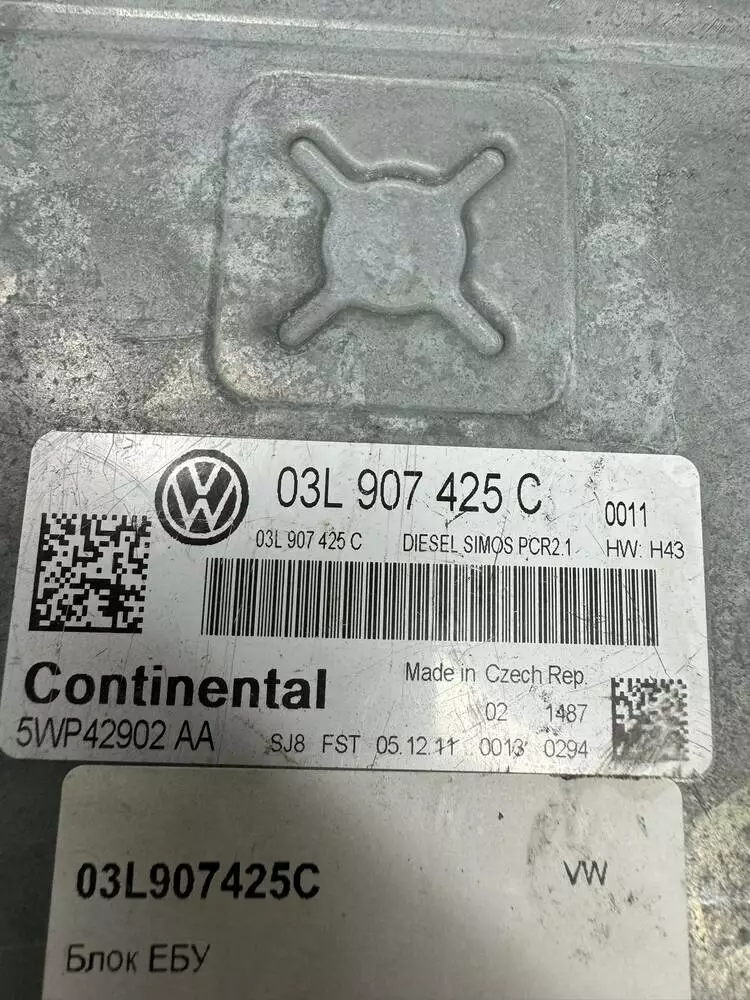 03L 907 425 C 0011
03L 907 425 C DIESEL SIMOS PCR2.1 HW: H43
Continental Made in Czech Rep.
02 1487
5WP42902 AA SJ8 FST 05.12.11 0013 0294
03L907425C VW
Блок ЕБУ